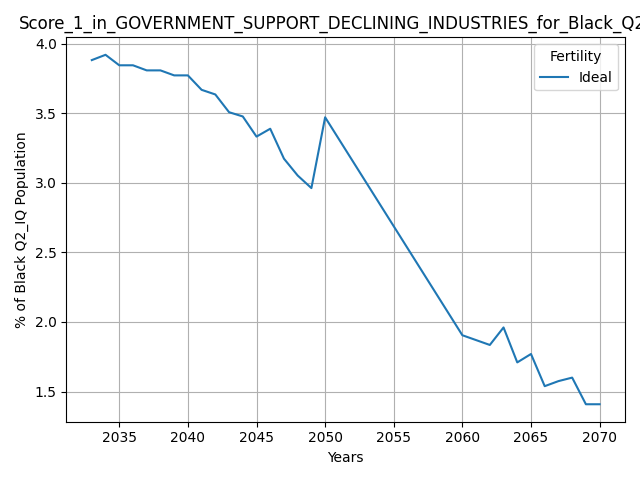 Score_1_in_GOVERNMENT_SUPPORT_DECLINING_INDUSTRIES_for_Black_Q2
Fertility
Ideal
% of Black Q2_IQ Population
4.0
3.5
3.0
2.5
2.0
1.5
2035 2040 2045 2050 2055 2060 2065 2070
Years